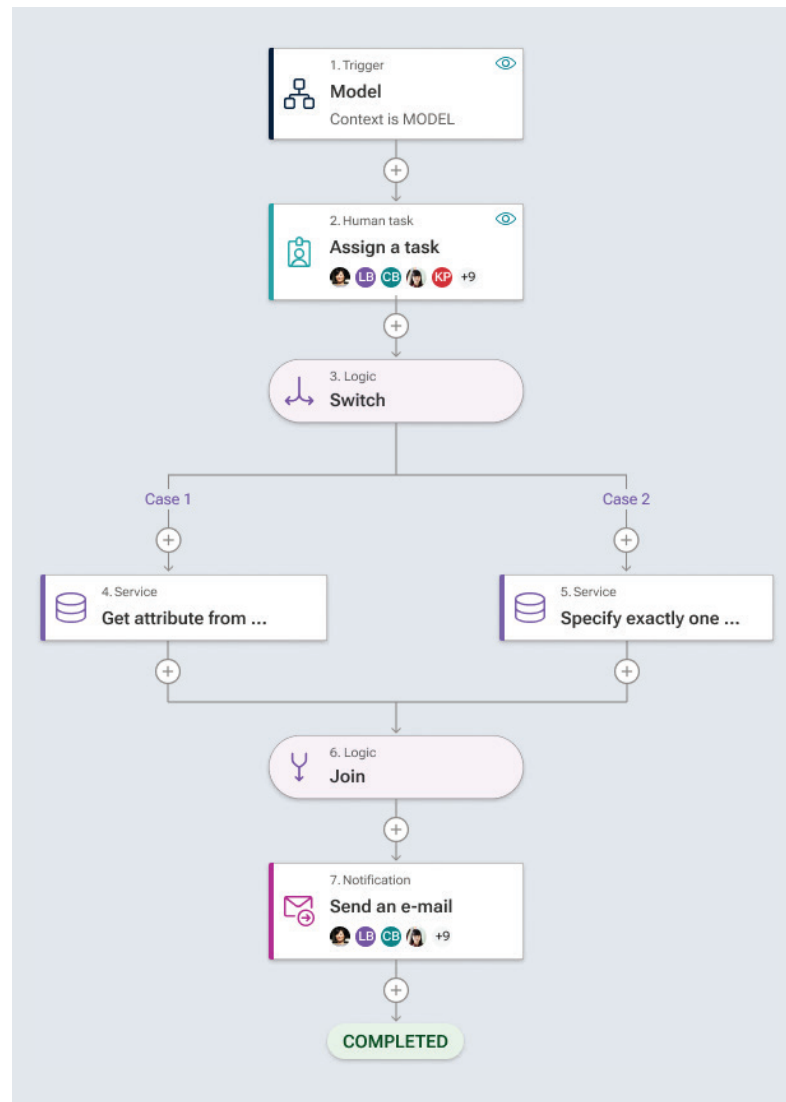 1. Trigger
Model
Context is MODEL
2. Human task
Assign a task
LB CB KP +9
3. Logic
Switch
Case 1
Case 2
4. Service
Get attribute from ...
5. Service
Specify exactly one ...
6. Logic
Join
7. Notification
Send an e-mail
LB CB +9
COMPLETED